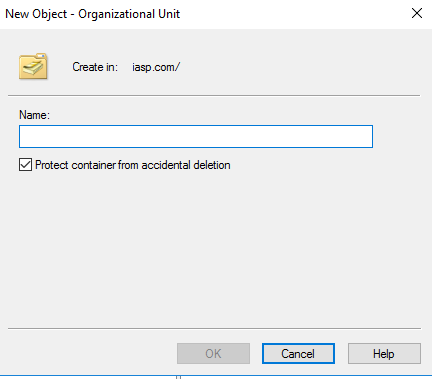 New Object - Organizational Unit
Create in: iasp.com/
Name:
Protect container from accidental deletion
OK Cancel Help